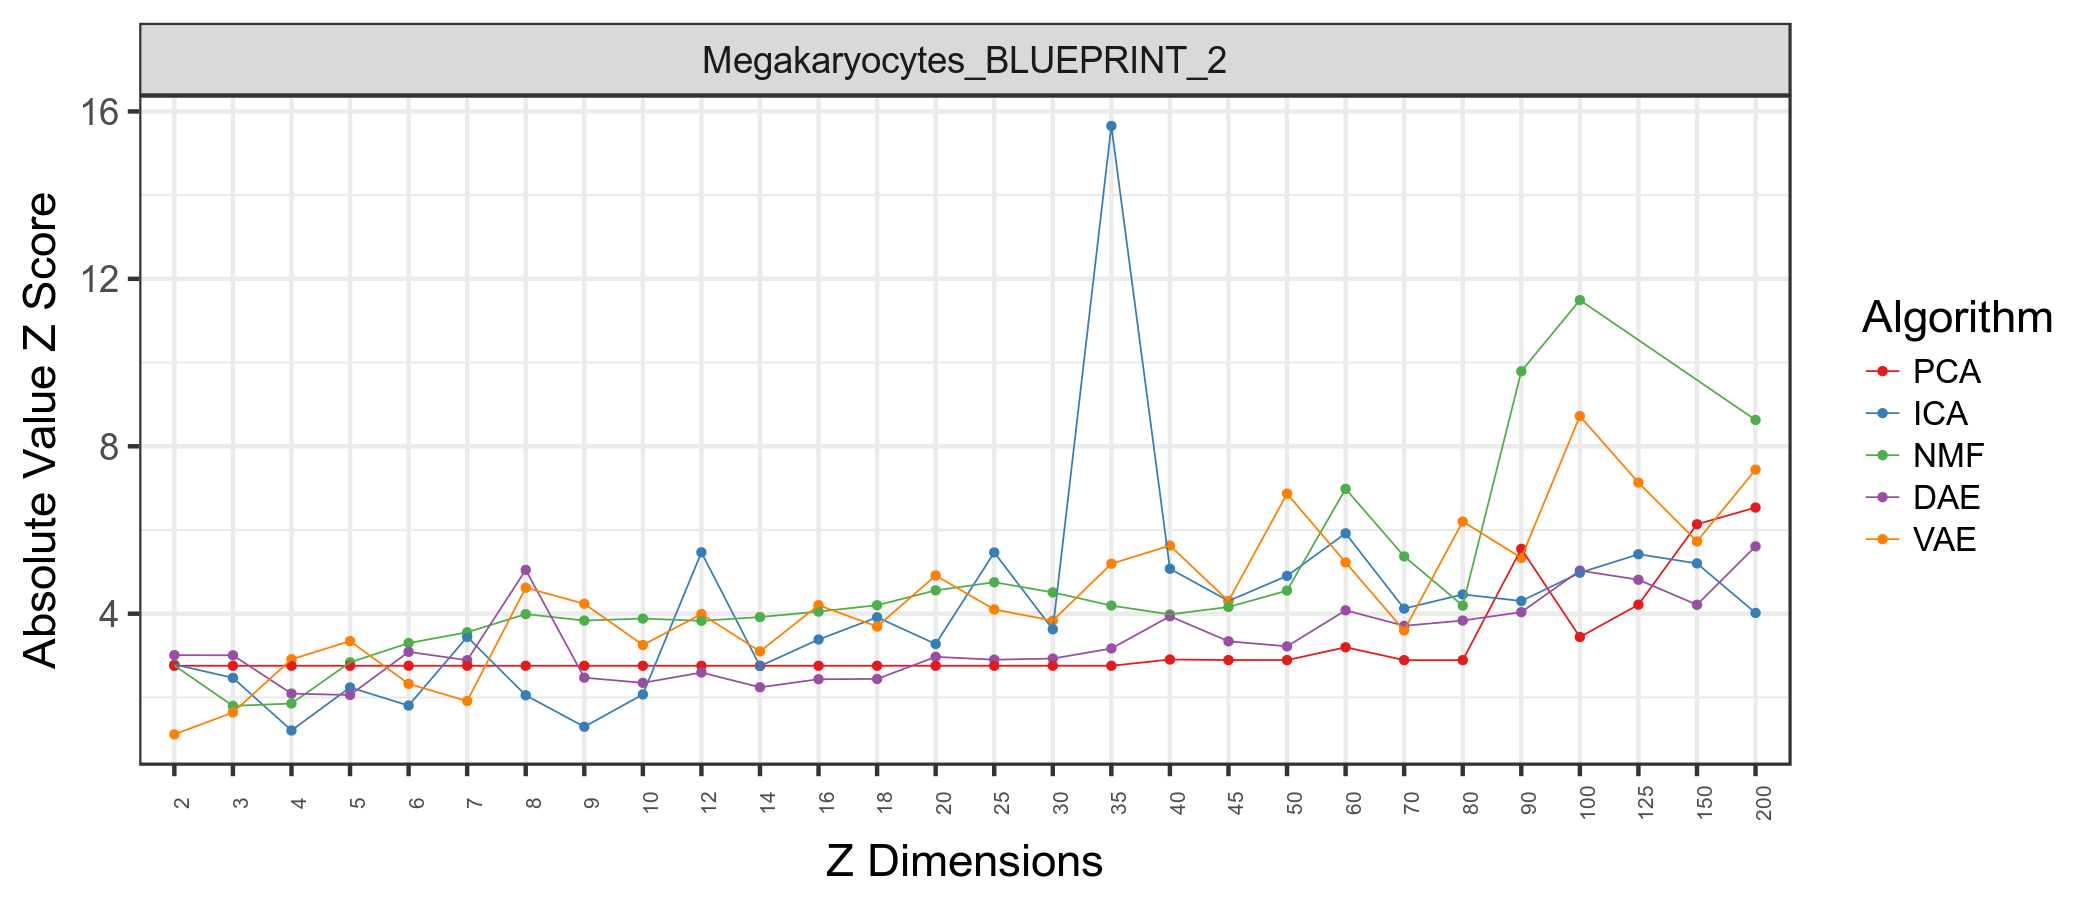 Megakaryocytes_BLUEPRINT_2
16
12
8
4
Absolute Value Z Score
2 3 4 5 6 7 8 9 10 12 14 16 18 20 25 30 35 40 45 50 60 70 80 90 100 125 150 200
Z Dimensions
Algorithm
PCA
ICA
NMF
DAE
VAE